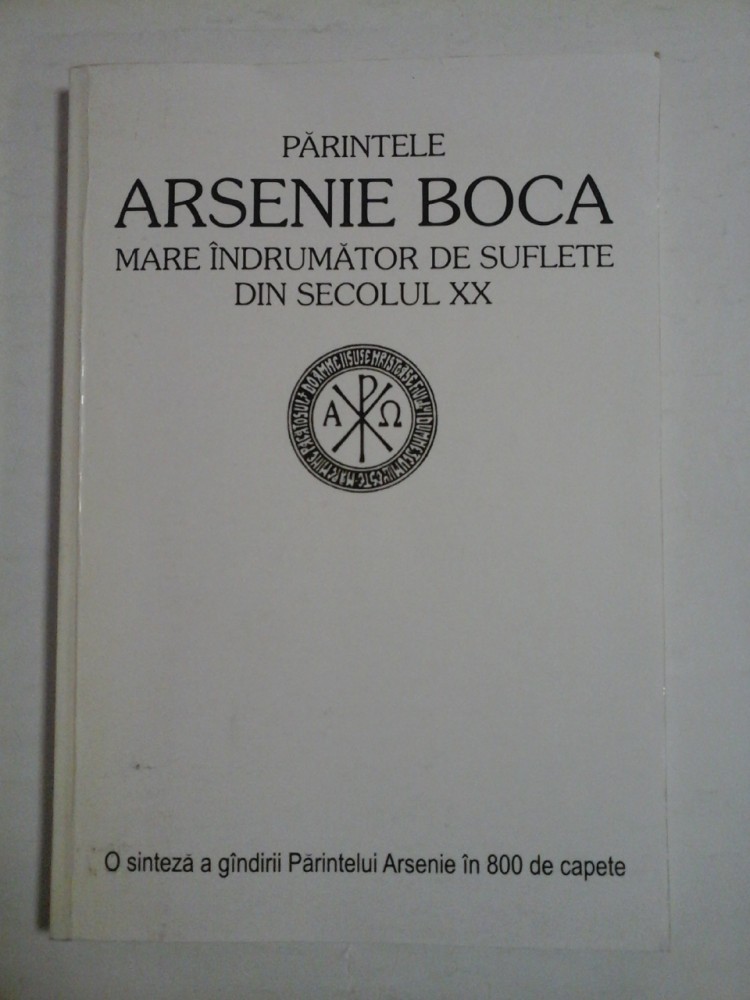 PĂRINTELE
ARSENIE BOCA
MARE ÎNDRUMĂTOR DE SUFLETE
DIN SECOLUL XX
Α Ω
O sinteză a gîndirii Părintelui Arsenie în 800 de capete